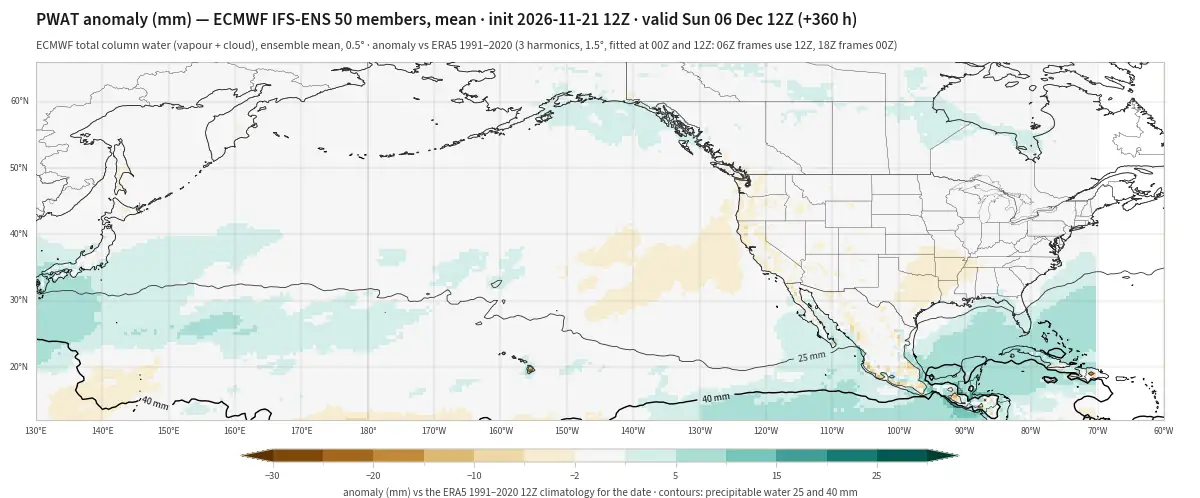 PWAT anomaly (mm) — ECMWF IFS-ENS 50 members, mean · init 2026-11-21 12Z · valid Sun 06 Dec 12Z (+360 h)
ECMWF total column water (vapour + cloud), ensemble mean, 0.5° · anomaly vs ERA5 1991–2020 (3 harmonics, 1.5°, fitted at 00Z and 12Z: 06Z frames use 12Z, 18Z frames 00Z)
60°N
50°N
40°N
30°N
20°N
25 mm
40 mm
40 mm
130°E 140°E 150°E 160°E 170°E 180° 170°W 160°W 150°W 140°W 130°W 120°W 110°W 100°W 90°W 80°W 70°W 60°W
−30 −20 −10 −2 5 15 25
anomaly (mm) vs the ERA5 1991–2020 12Z climatology for the date · contours: precipitable water 25 and 40 mm